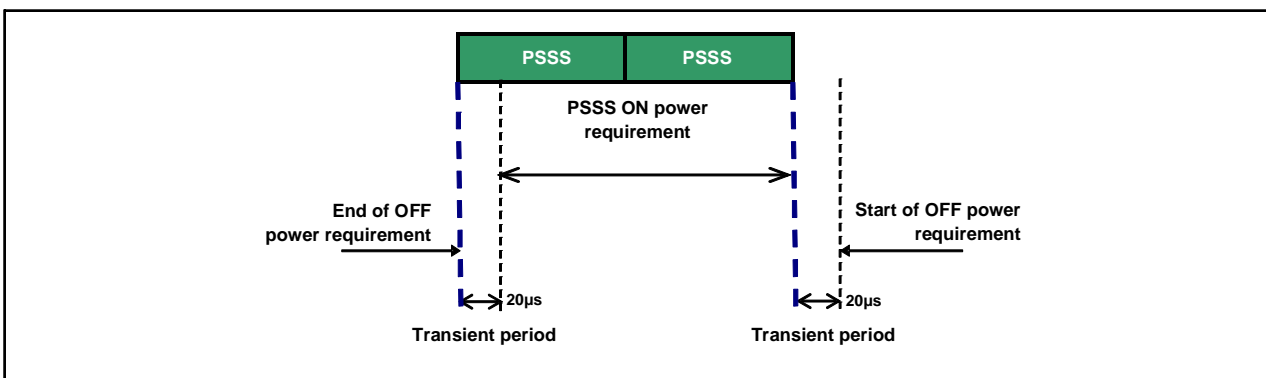 PSSS PSSS
PSSS ON power
requirement
End of OFF
power requirement
Start of OFF power
requirement
20µs
20µs
Transient period
Transient period